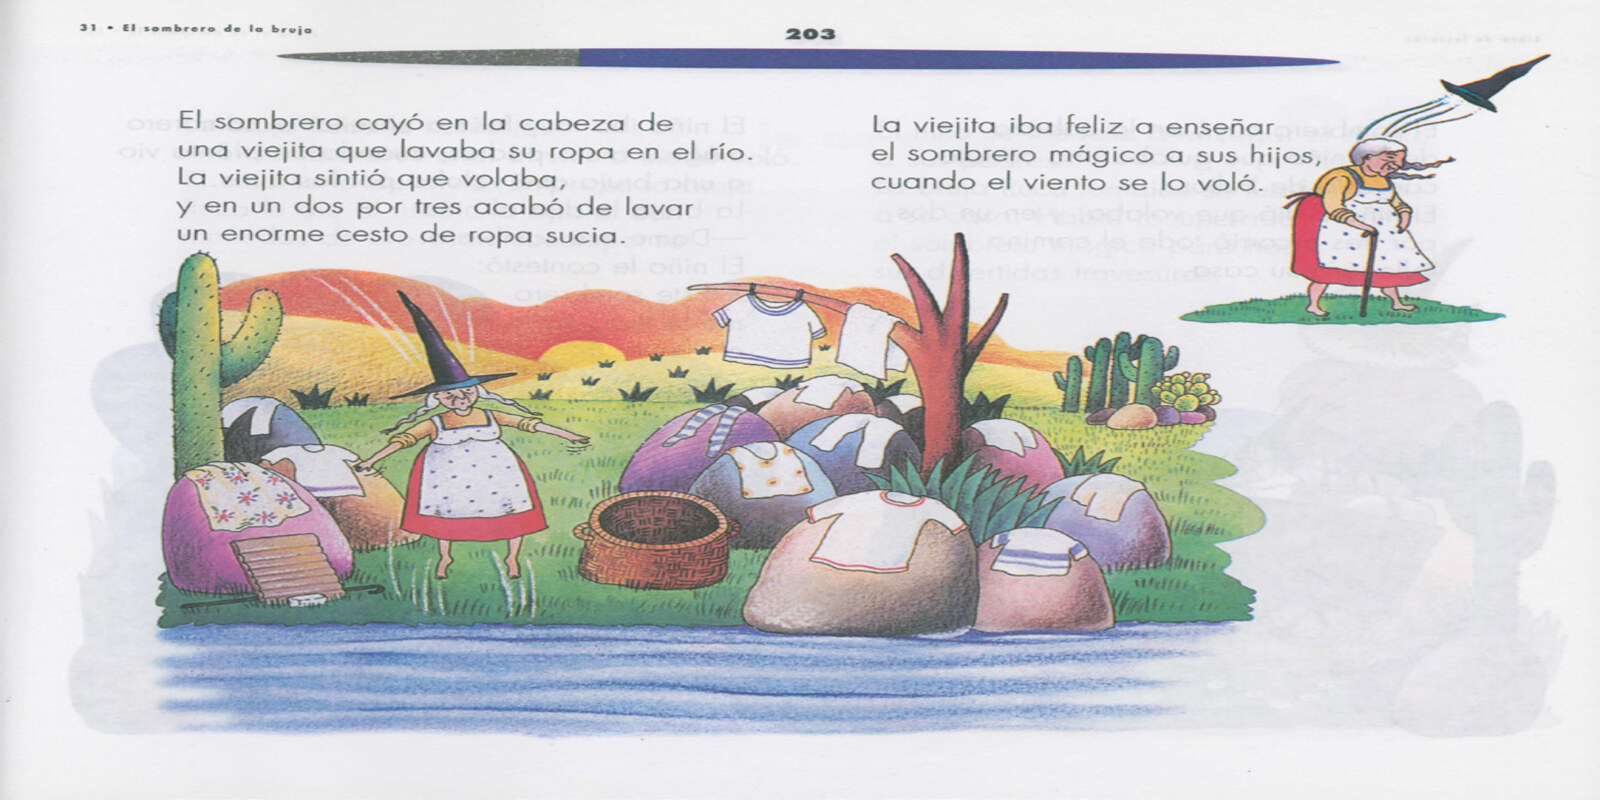 31 • El sombrero de la bruja
203
El sombrero cayó en la cabeza de
una viejita que lavaba su ropa en el río.
La viejita sintió que volaba,
y en un dos por tres acabó de lavar
un enorme cesto de ropa sucia.
La viejita iba feliz a enseñar
el sombrero mágico a sus hijos,
cuando el viento se lo voló.